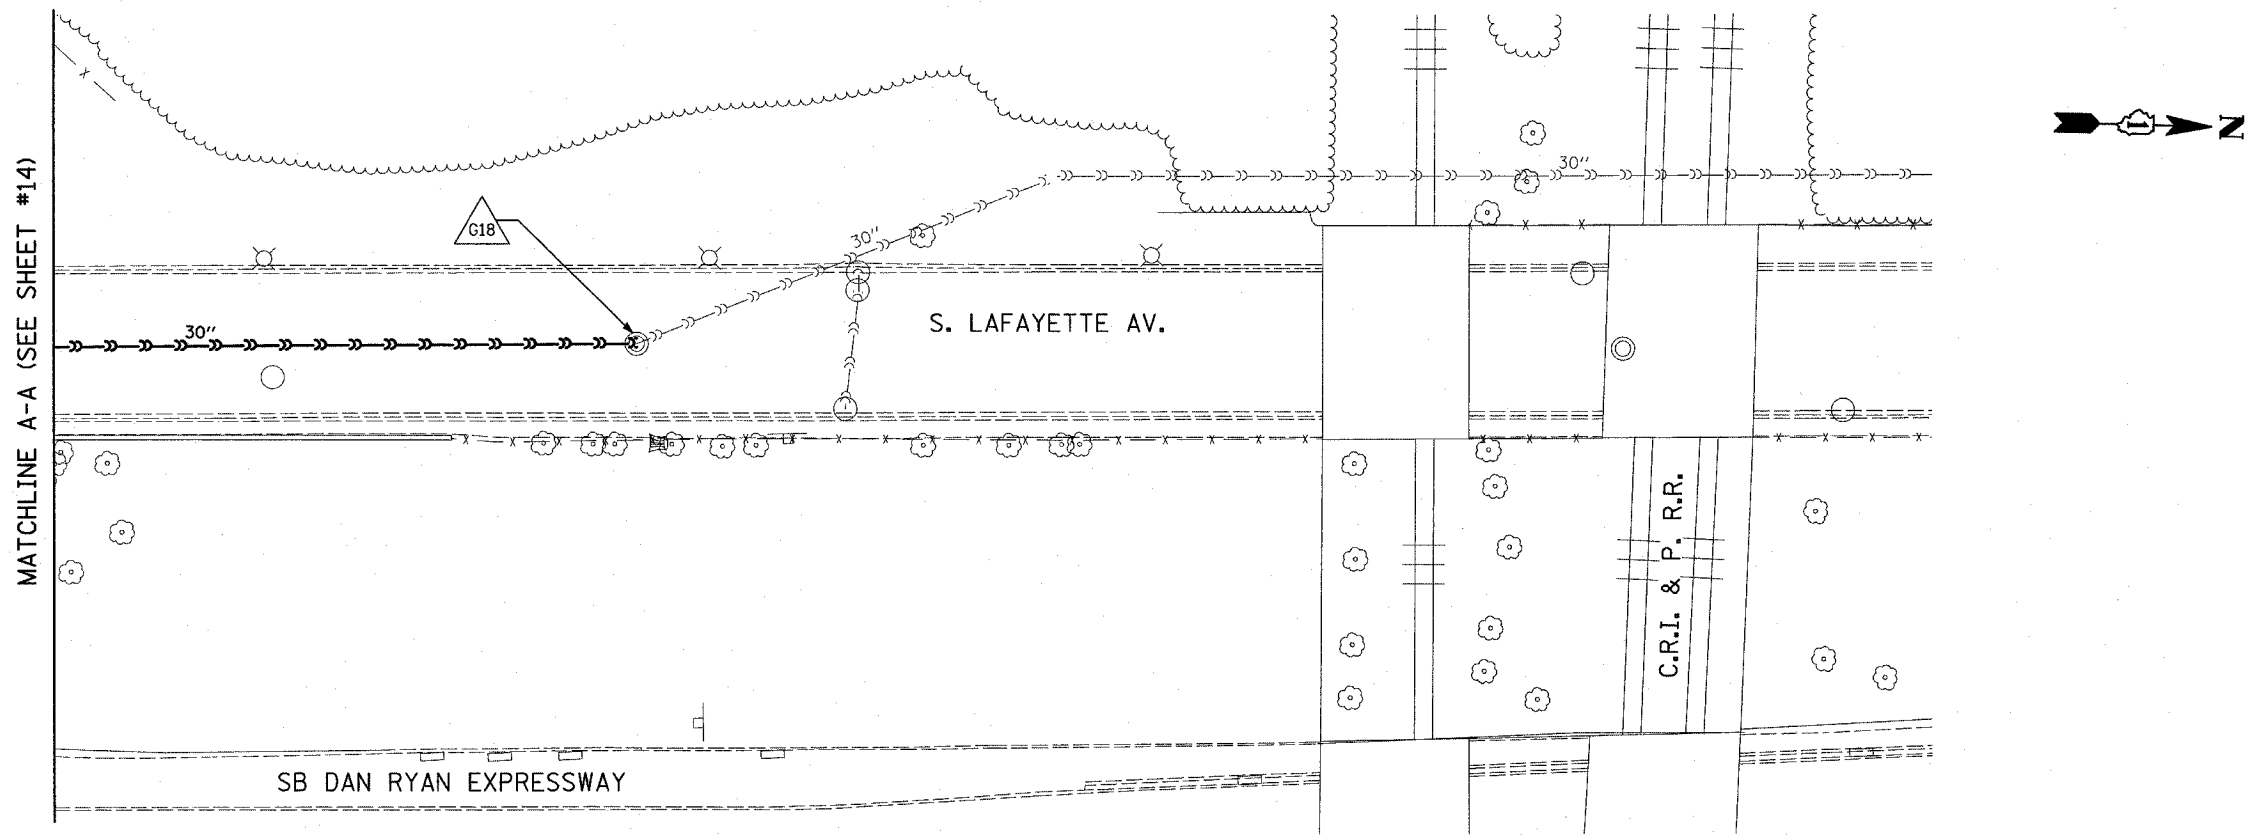 MATCHLINE A-A (SEE SHEET #14)
30"
N
G18
30"
S. LAFAYETTE AV.
30"
C.R.I. & P. R.R.
SB DAN RYAN EXPRESSWAY